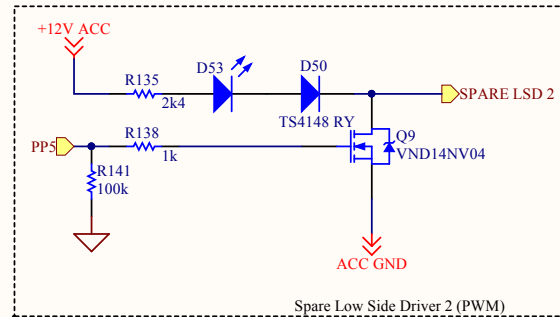 +12V ACC
R135
2k4
D53
D50
TS4148 RY
SPARE LSD 2
PP5
R138
1k
Q9
VND14NV04
R141
100k
ACC GND
Spare Low Side Driver 2 (PWM)